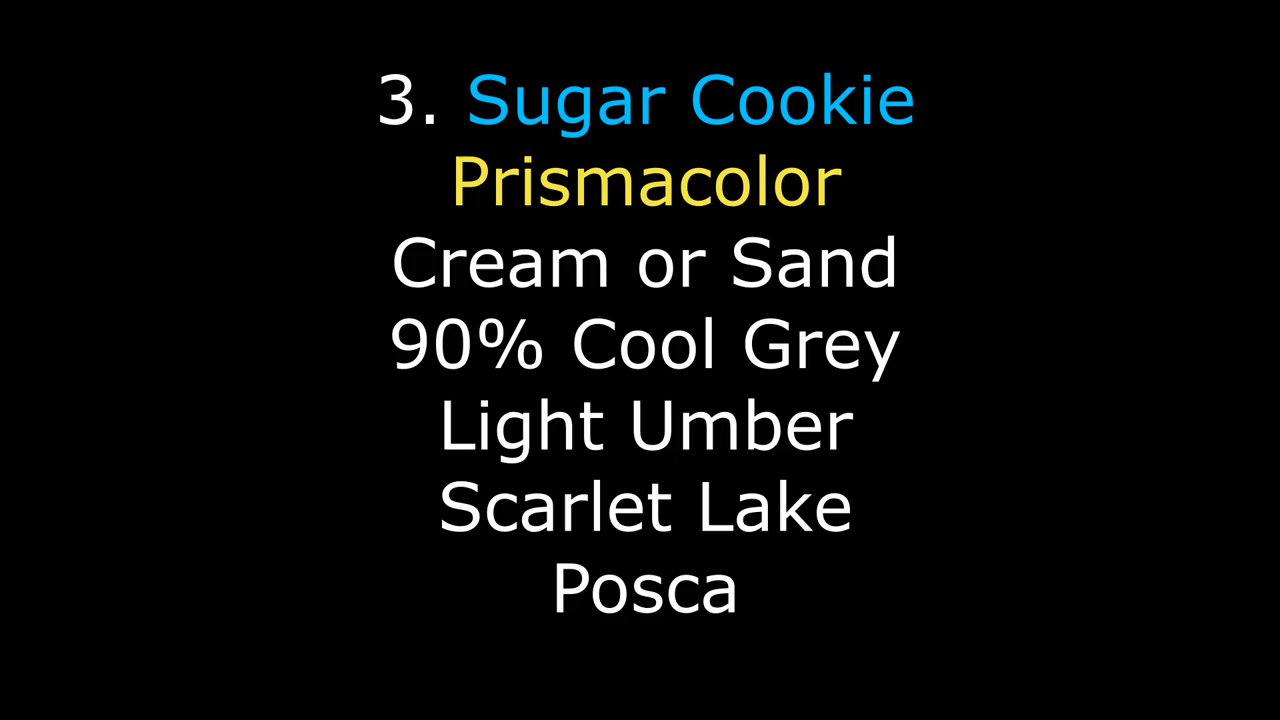 3. Sugar Cookie
Prismacolor
Cream or Sand
90% Cool Grey
Light Umber
Scarlet Lake
Posca